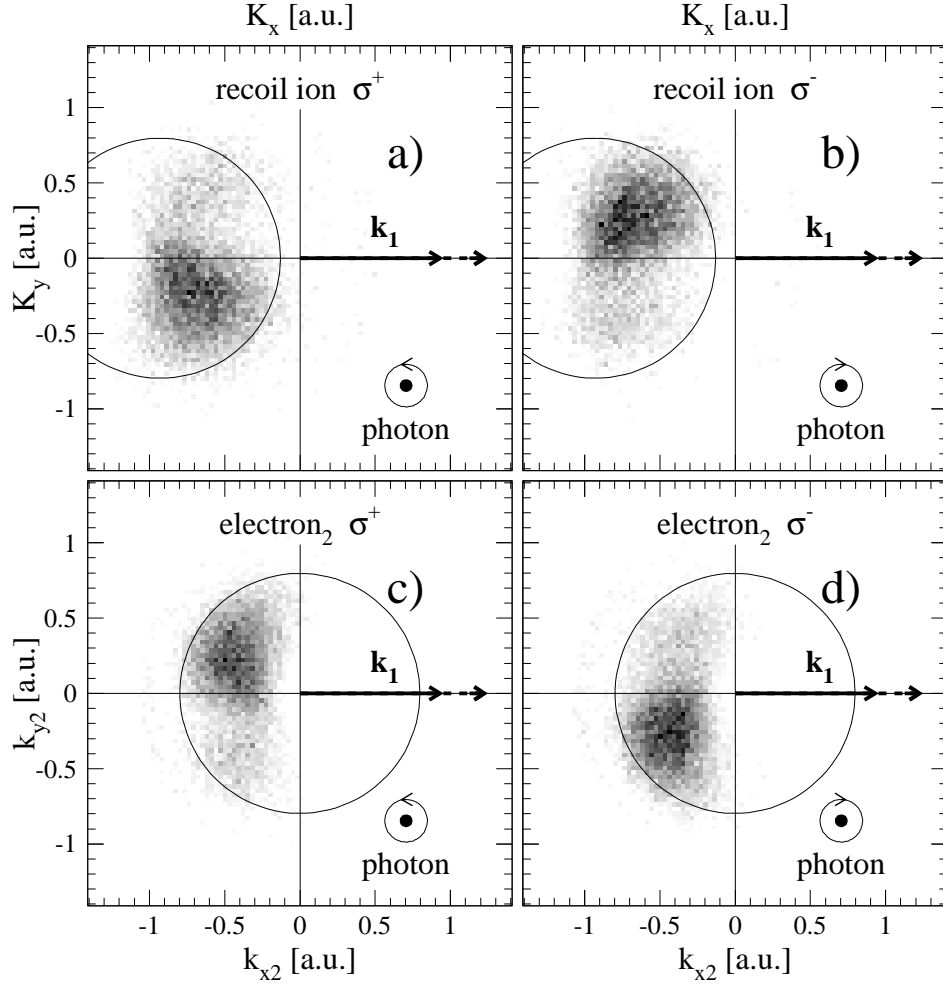 K_x [a.u.] K_x [a.u.]
recoil ion σ^+
a)
k_1
photon
K_y [a.u.]
1
0.5
0
-0.5
-1
recoil ion σ^-
b)
k_1
photon
electron_2 σ^+
c)
k_1
photon
k_y2 [a.u.]
1
0.5
0
-0.5
-1
electron_2 σ^-
d)
k_1
photon
-1 -0.5 0 0.5 1 -1 -0.5 0 0.5 1
k_x2 [a.u.] k_x2 [a.u.]